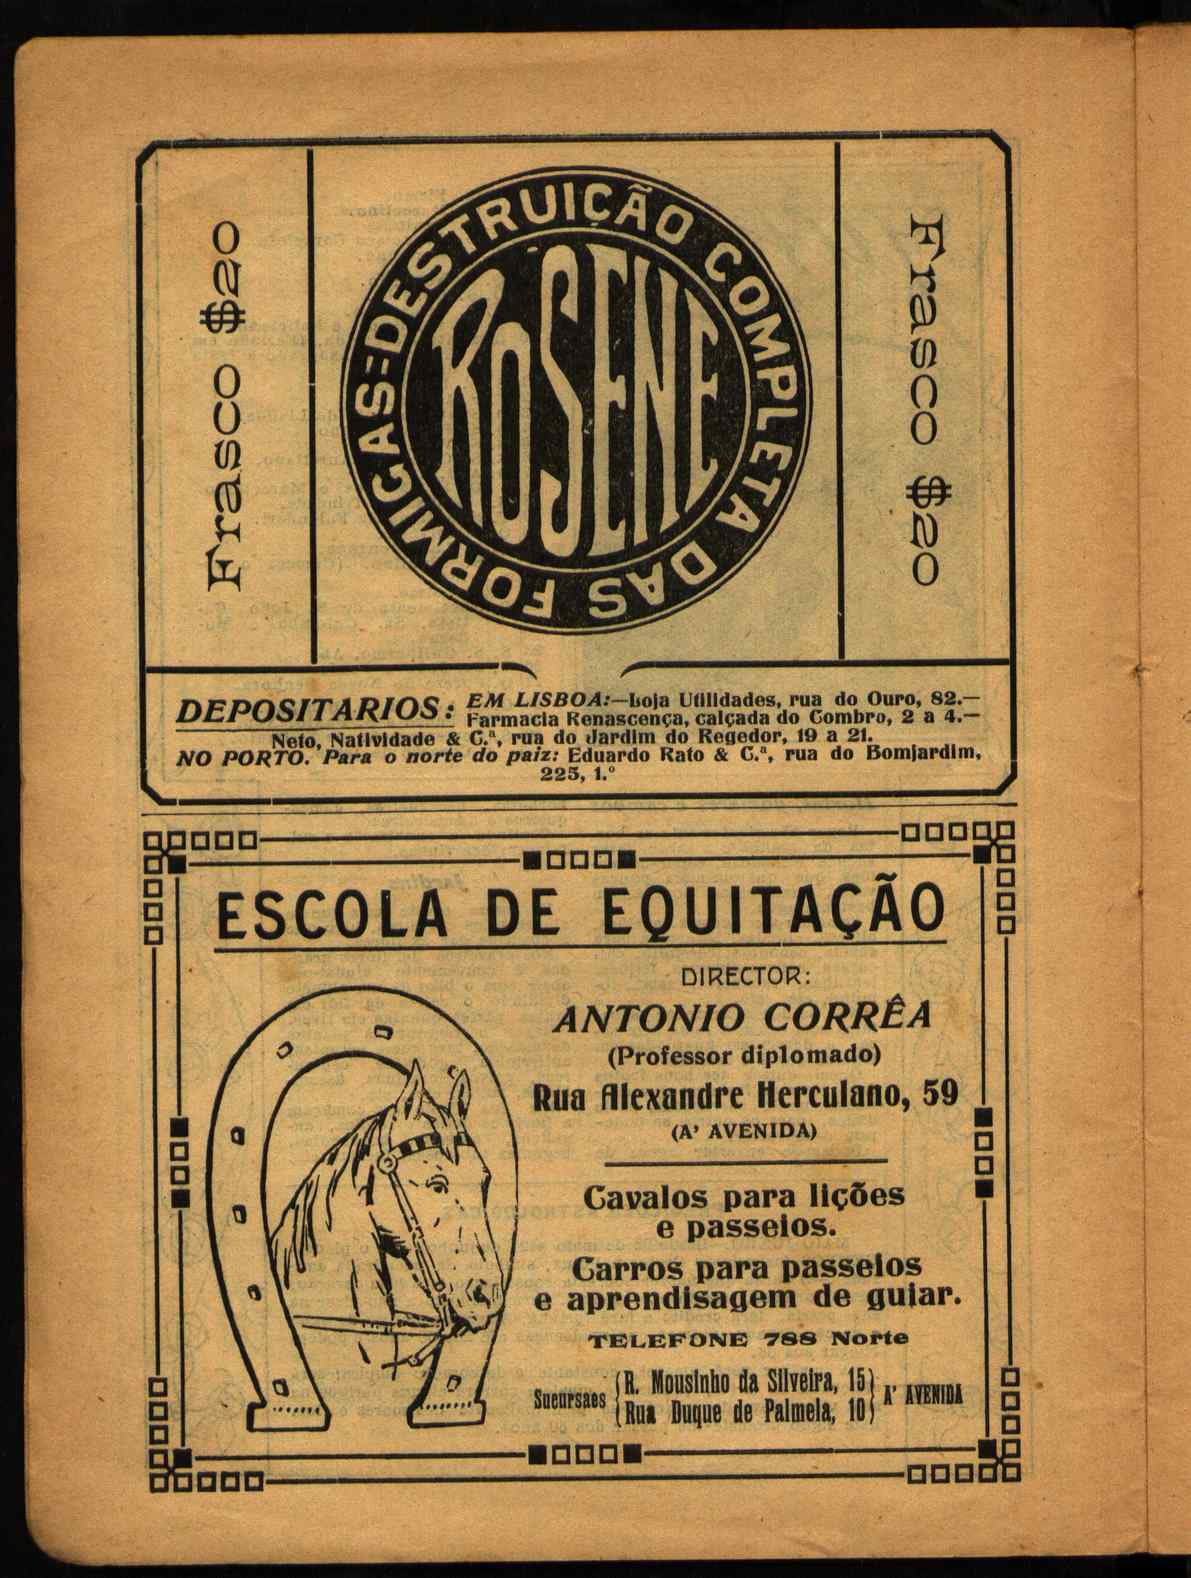 Frasco $20
DESTRUIÇÃO COMPLETA DAS FORMIGAS-
ROSENE
Frasco $20
DEPOSITARIOS: EM LISBOA:—Loja Utilidades, rua do Ouro, 82.—
Farmacia Renascença, calçada do Combro, 2 a 4.—
Neto, Natividade & C.ª, rua do Jardim do Regedor, 19 a 21.
NO PORTO. Para o norte do paiz: Eduardo Rato & C.ª, rua do Bomjardim,
225, 1.º
ESCOLA DE EQUITAÇÃO
DIRECTOR:
ANTONIO CORRÊA
(Professor diplomado)
Rua Alexandre Herculano, 59
(A' AVENIDA)
Cavalos para lições
e passeios.
Carros para passeios
e aprendisagem de guiar.
TELEFONE 788 Norte
Sucursaes { R. Mousinho da Silveira, 15 } A' AVENIDA
Rua Duque de Palmela, 10